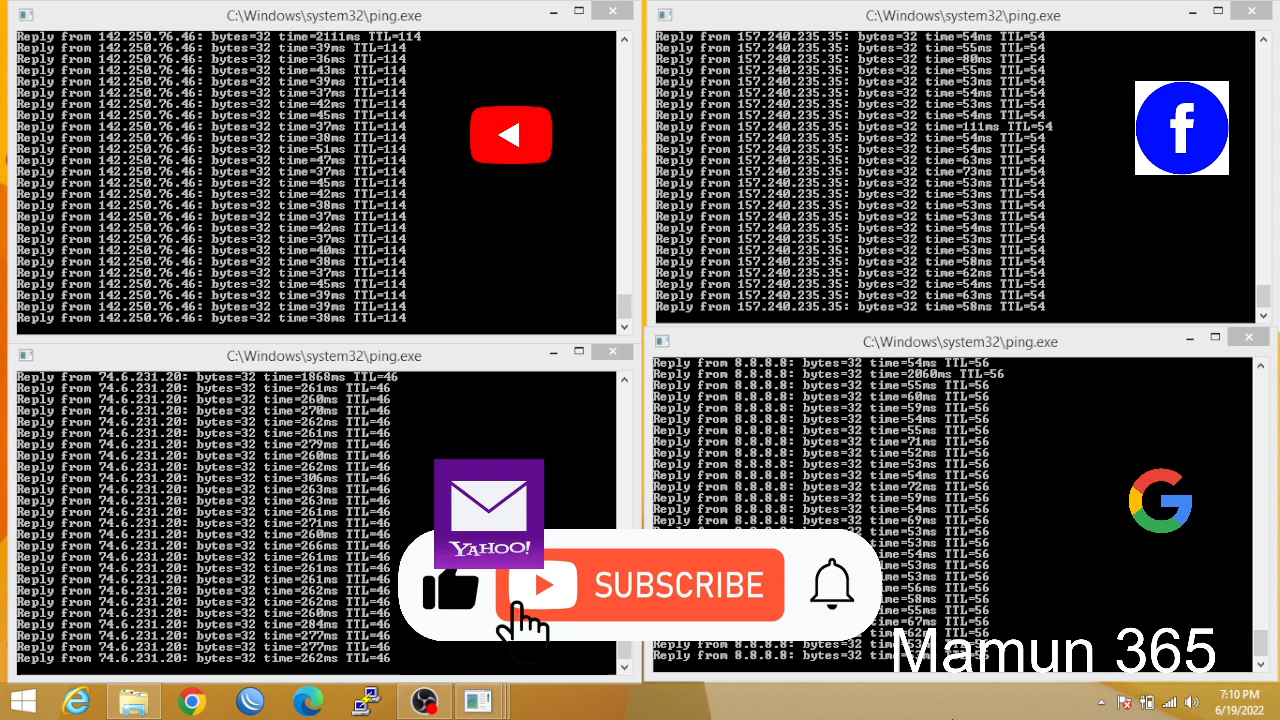 C:\Windows\system32\ping.exe
Reply from 142.250.76.46: bytes=32 time=2111ms TTL=114
Reply from 142.250.76.46: bytes=32 time=39ms TTL=114
Reply from 142.250.76.46: bytes=32 time=36ms TTL=114
Reply from 142.250.76.46: bytes=32 time=43ms TTL=114
Reply from 142.250.76.46: bytes=32 time=39ms TTL=114
Reply from 142.250.76.46: bytes=32 time=37ms TTL=114
Reply from 142.250.76.46: bytes=32 time=42ms TTL=114
Reply from 142.250.76.46: bytes=32 time=45ms TTL=114
Reply from 142.250.76.46: bytes=32 time=37ms TTL=114
Reply from 142.250.76.46: bytes=32 time=38ms TTL=114
Reply from 142.250.76.46: bytes=32 time=51ms TTL=114
Reply from 142.250.76.46: bytes=32 time=47ms TTL=114
Reply from 142.250.76.46: bytes=32 time=37ms TTL=114
Reply from 142.250.76.46: bytes=32 time=45ms TTL=114
Reply from 142.250.76.46: bytes=32 time=42ms TTL=114
Reply from 142.250.76.46: bytes=32 time=38ms TTL=114
Reply from 142.250.76.46: bytes=32 time=37ms TTL=114
Reply from 142.250.76.46: bytes=32 time=42ms TTL=114
Reply from 142.250.76.46: bytes=32 time=37ms TTL=114
Reply from 142.250.76.46: bytes=32 time=40ms TTL=114
Reply from 142.250.76.46: bytes=32 time=38ms TTL=114
Reply from 142.250.76.46: bytes=32 time=37ms TTL=114
Reply from 142.250.76.46: bytes=32 time=45ms TTL=114
Reply from 142.250.76.46: bytes=32 time=39ms TTL=114
Reply from 142.250.76.46: bytes=32 time=39ms TTL=114
Reply from 142.250.76.46: bytes=32 time=38ms TTL=114
C:\Windows\system32\ping.exe
Reply from 157.240.235.35: bytes=32 time=54ms TTL=54
Reply from 157.240.235.35: bytes=32 time=55ms TTL=54
Reply from 157.240.235.35: bytes=32 time=80ms TTL=54
Reply from 157.240.235.35: bytes=32 time=55ms TTL=54
Reply from 157.240.235.35: bytes=32 time=53ms TTL=54
Reply from 157.240.235.35: bytes=32 time=54ms TTL=54
Reply from 157.240.235.35: bytes=32 time=53ms TTL=54
Reply from 157.240.235.35: bytes=32 time=54ms TTL=54
Reply from 157.240.235.35: bytes=32 time=111ms TTL=54
Reply from 157.240.235.35: bytes=32 time=54ms TTL=54
Reply from 157.240.235.35: bytes=32 time=54ms TTL=54
Reply from 157.240.235.35: bytes=32 time=63ms TTL=54
Reply from 157.240.235.35: bytes=32 time=73ms TTL=54
Reply from 157.240.235.35: bytes=32 time=53ms TTL=54
Reply from 157.240.235.35: bytes=32 time=53ms TTL=54
Reply from 157.240.235.35: bytes=32 time=53ms TTL=54
Reply from 157.240.235.35: bytes=32 time=53ms TTL=54
Reply from 157.240.235.35: bytes=32 time=54ms TTL=54
Reply from 157.240.235.35: bytes=32 time=53ms TTL=54
Reply from 157.240.235.35: bytes=32 time=53ms TTL=54
Reply from 157.240.235.35: bytes=32 time=58ms TTL=54
Reply from 157.240.235.35: bytes=32 time=62ms TTL=54
Reply from 157.240.235.35: bytes=32 time=54ms TTL=54
Reply from 157.240.235.35: bytes=32 time=63ms TTL=54
Reply from 157.240.235.35: bytes=32 time=58ms TTL=54
f
C:\Windows\system32\ping.exe
Reply from 74.6.231.20: bytes=32 time=1868ms TTL=46
Reply from 74.6.231.20: bytes=32 time=261ms TTL=46
Reply from 74.6.231.20: bytes=32 time=260ms TTL=46
Reply from 74.6.231.20: bytes=32 time=270ms TTL=46
Reply from 74.6.231.20: bytes=32 time=262ms TTL=46
Reply from 74.6.231.20: bytes=32 time=261ms TTL=46
Reply from 74.6.231.20: bytes=32 time=279ms TTL=46
Reply from 74.6.231.20: bytes=32 time=260ms TTL=46
Reply from 74.6.231.20: bytes=32 time=262ms TTL=46
Reply from 74.6.231.20: bytes=32 time=306ms TTL=46
Reply from 74.6.231.20: bytes=32 time=263ms TTL=46
Reply from 74.6.231.20: bytes=32 time=263ms TTL=46
Reply from 74.6.231.20: bytes=32 time=261ms TTL=46
Reply from 74.6.231.20: bytes=32 time=271ms TTL=46
Reply from 74.6.231.20: bytes=32 time=260ms TTL=46
Reply from 74.6.231.20: bytes=32 time=266ms TTL=46
Reply from 74.6.231.20: bytes=32 time=261ms TTL=46
Reply from 74.6.231.20: bytes=32 time=261ms TTL=46
Reply from 74.6.231.20: bytes=32 time=261ms TTL=46
Reply from 74.6.231.20: bytes=32 time=262ms TTL=46
Reply from 74.6.231.20: bytes=32 time=262ms TTL=46
Reply from 74.6.231.20: bytes=32 time=260ms TTL=46
Reply from 74.6.231.20: bytes=32 time=284ms TTL=46
Reply from 74.6.231.20: bytes=32 time=277ms TTL=46
Reply from 74.6.231.20: bytes=32 time=277ms TTL=46
Reply from 74.6.231.20: bytes=32 time=262ms TTL=46
YAHOO!
C:\Windows\system32\ping.exe
Reply from 8.8.8.8: bytes=32 time=54ms TTL=56
Reply from 8.8.8.8: bytes=32 time=2060ms TTL=56
Reply from 8.8.8.8: bytes=32 time=55ms TTL=56
Reply from 8.8.8.8: bytes=32 time=60ms TTL=56
Reply from 8.8.8.8: bytes=32 time=59ms TTL=56
Reply from 8.8.8.8: bytes=32 time=54ms TTL=56
Reply from 8.8.8.8: bytes=32 time=55ms TTL=56
Reply from 8.8.8.8: bytes=32 time=71ms TTL=56
Reply from 8.8.8.8: bytes=32 time=52ms TTL=56
Reply from 8.8.8.8: bytes=32 time=53ms TTL=56
Reply from 8.8.8.8: bytes=32 time=54ms TTL=56
Reply from 8.8.8.8: bytes=32 time=72ms TTL=56
Reply from 8.8.8.8: bytes=32 time=59ms TTL=56
Reply from 8.8.8.8: bytes=32 time=54ms TTL=56
Reply from 8.8.8.8: bytes=32 time=69ms TTL=56
53ms TTL=56
53ms TTL=56
54ms TTL=56
53ms TTL=56
53ms TTL=56
56ms TTL=56
58ms TTL=56
55ms TTL=56
67ms TTL=56
G
SUBSCRIBE
Mamun 365
7:10 PM
6/19/2022